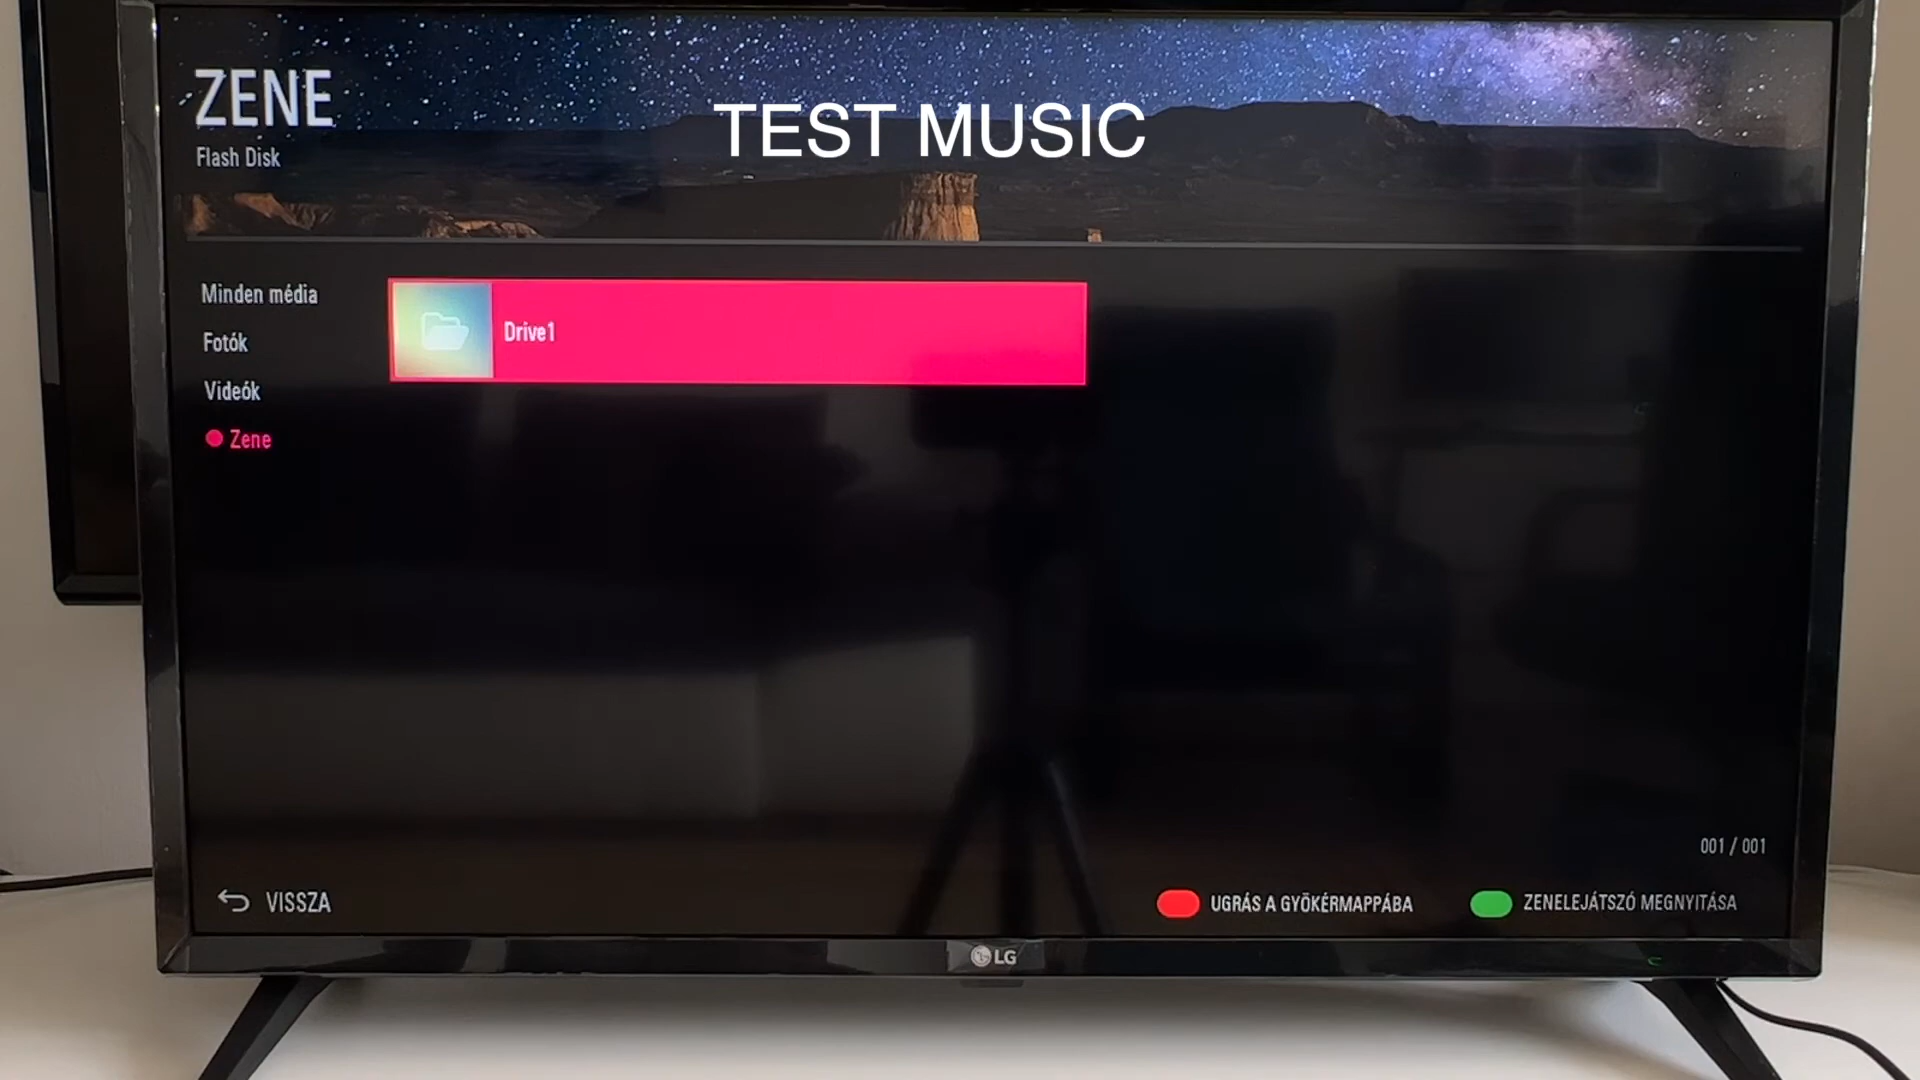 ZENE
Flash Disk
TEST MUSIC
Minden média
Fotók
Videók
Zene
Drive1
001 / 001
VISSZA
UGRÁS A GYÖKÉRMAPPÁBA
ZENELEJÁTSZÓ MEGNYITÁSA
LG